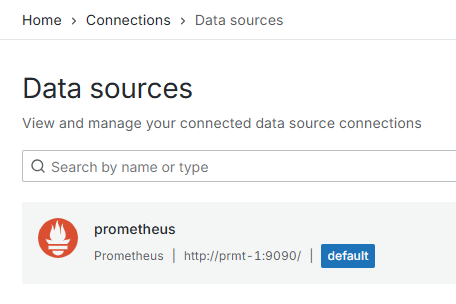 Home > Connections > Data sources
Data sources
View and manage your connected data source connections
Search by name or type
prometheus
Prometheus | http://prmt-1:9090/ | default